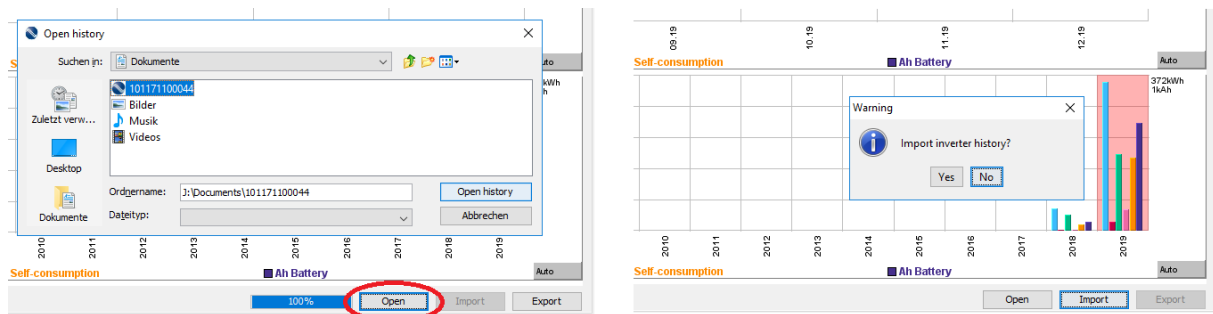 Open history
Suchen in: Dokumente
Zuletzt verw...
Desktop
Dokumente
101171100044
Bilder
Musik
Videos
Ordnername: J:\Documents\101171100044 Open history
Dateityp: Abbrechen
Auto
kWh
h
2010 2011 2012 2013 2014 2015 2016 2017 2018 2019
Self-consumption Ah Battery Auto
100% Open Import Export
09.19 10.19 11.19 12.19
Self-consumption Ah Battery Auto
372kWh
1kAh
Warning
Import inverter history?
Yes No
2010 2011 2012 2013 2014 2015 2016 2017 2018 2019
Self-consumption Ah Battery Auto
Open Import Export